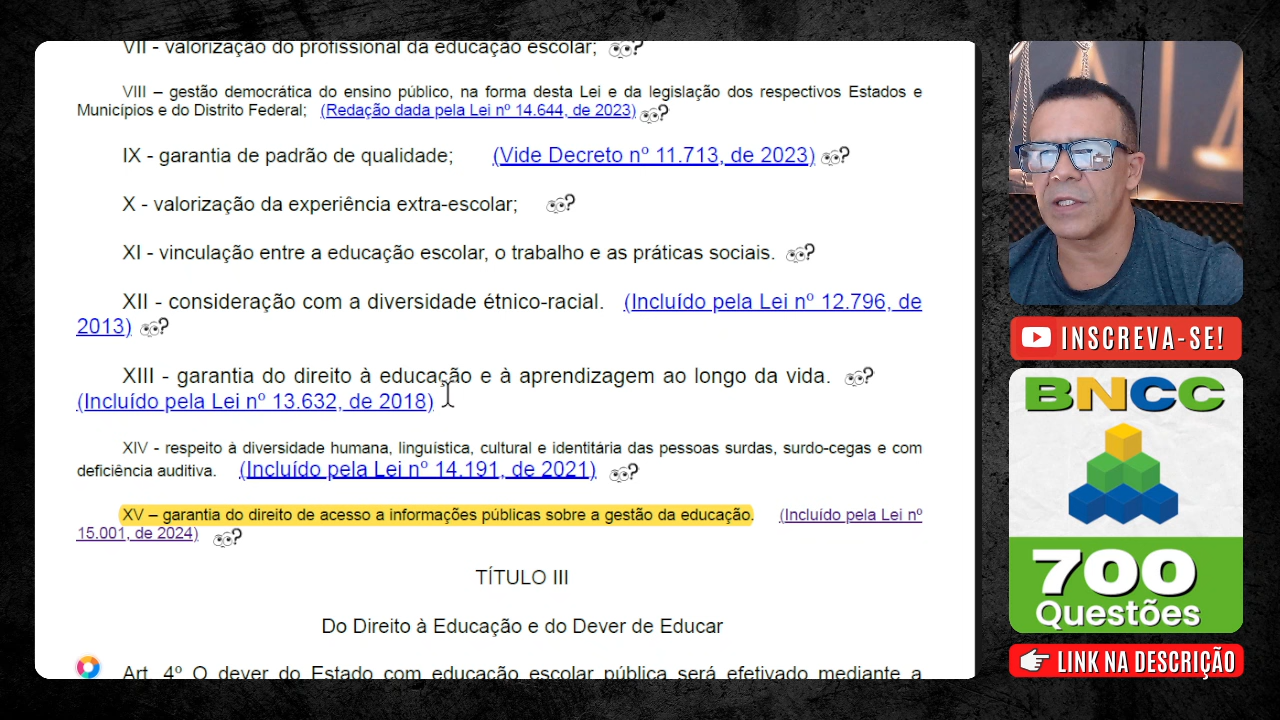 VII - valorização do profissional da educação escolar;
VIII – gestão democrática do ensino público, na forma desta Lei e da legislação dos respectivos Estados e
Municípios e do Distrito Federal; (Redação dada pela Lei nº 14.644, de 2023)
IX - garantia de padrão de qualidade; (Vide Decreto nº 11.713, de 2023)
X - valorização da experiência extra-escolar;
XI - vinculação entre a educação escolar, o trabalho e as práticas sociais.
XII - consideração com a diversidade étnico-racial. (Incluído pela Lei nº 12.796, de
2013)
XIII - garantia do direito à educação e à aprendizagem ao longo da vida.
(Incluído pela Lei nº 13.632, de 2018)
XIV - respeito à diversidade humana, linguística, cultural e identitária das pessoas surdas, surdo-cegas e com
deficiência auditiva. (Incluído pela Lei nº 14.191, de 2021)
XV – garantia do direito de acesso a informações públicas sobre a gestão da educação. (Incluído pela Lei nº
15.001, de 2024)
TÍTULO III
Do Direito à Educação e do Dever de Educar
Art. 4º O dever do Estado com educação escolar pública será efetivado mediante a
INSCREVA-SE!
BNCC
700
Questões
LINK NA DESCRIÇÃO